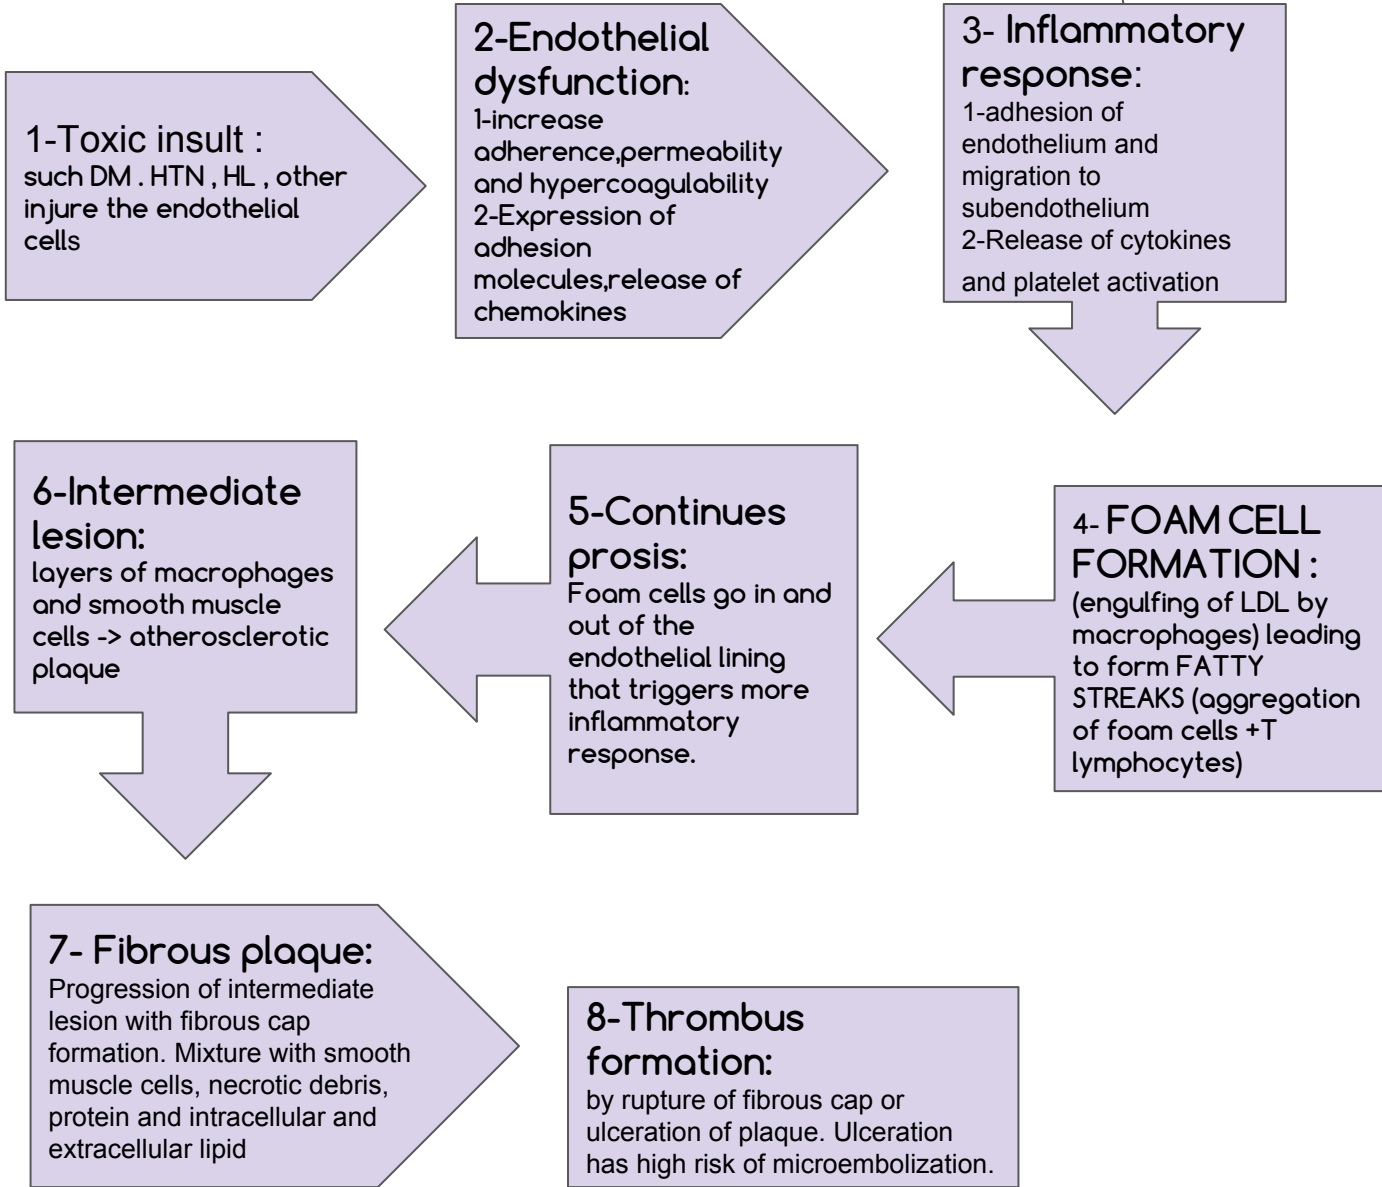 1-Toxic insult :
such DM . HTN , HL , other
injure the endothelial
cells
2-Endothelial
dysfunction:
1-increase
adherence,permeability
and hypercoagulability
2-Expression of
adhesion
molecules,release of
chemokines
3- Inflammatory
response:
1-adhesion of
endothelium and
migration to
subendothelium
2-Release of cytokines
and platelet activation
4- FOAM CELL
FORMATION :
(engulfing of LDL by
macrophages) leading
to form FATTY
STREAKS (aggregation
of foam cells +T
lymphocytes)
5-Continues
prosis:
Foam cells go in and
out of the
endothelial lining
that triggers more
inflammatory
response.
6-Intermediate
lesion:
layers of macrophages
and smooth muscle
cells -> atherosclerotic
plaque
7- Fibrous plaque:
Progression of intermediate
lesion with fibrous cap
formation. Mixture with smooth
muscle cells, necrotic debris,
protein and intracellular and
extracellular lipid
8-Thrombus
formation:
by rupture of fibrous cap or
ulceration of plaque. Ulceration
has high risk of microembolization.